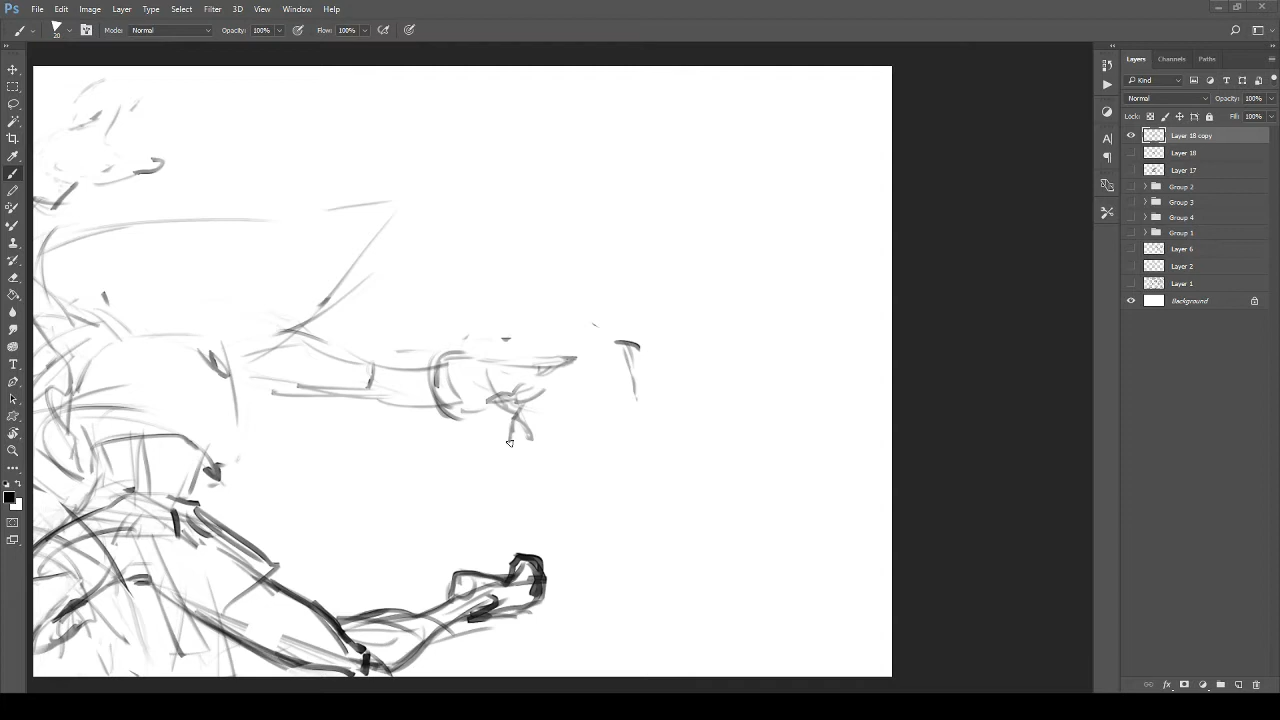 Ps File Edit Image Layer Type Select Filter 3D View Window Help
20 Mode: Normal Opacity: 100% Flow: 100%
Layers Channels Paths
Kind
Normal Opacity: 100%
Lock: Fill: 100%
Layer 18 copy
Layer 18
Layer 17
Group 2
Group 3
Group 4
Group 1
Layer 6
Layer 2
Layer 1
Background